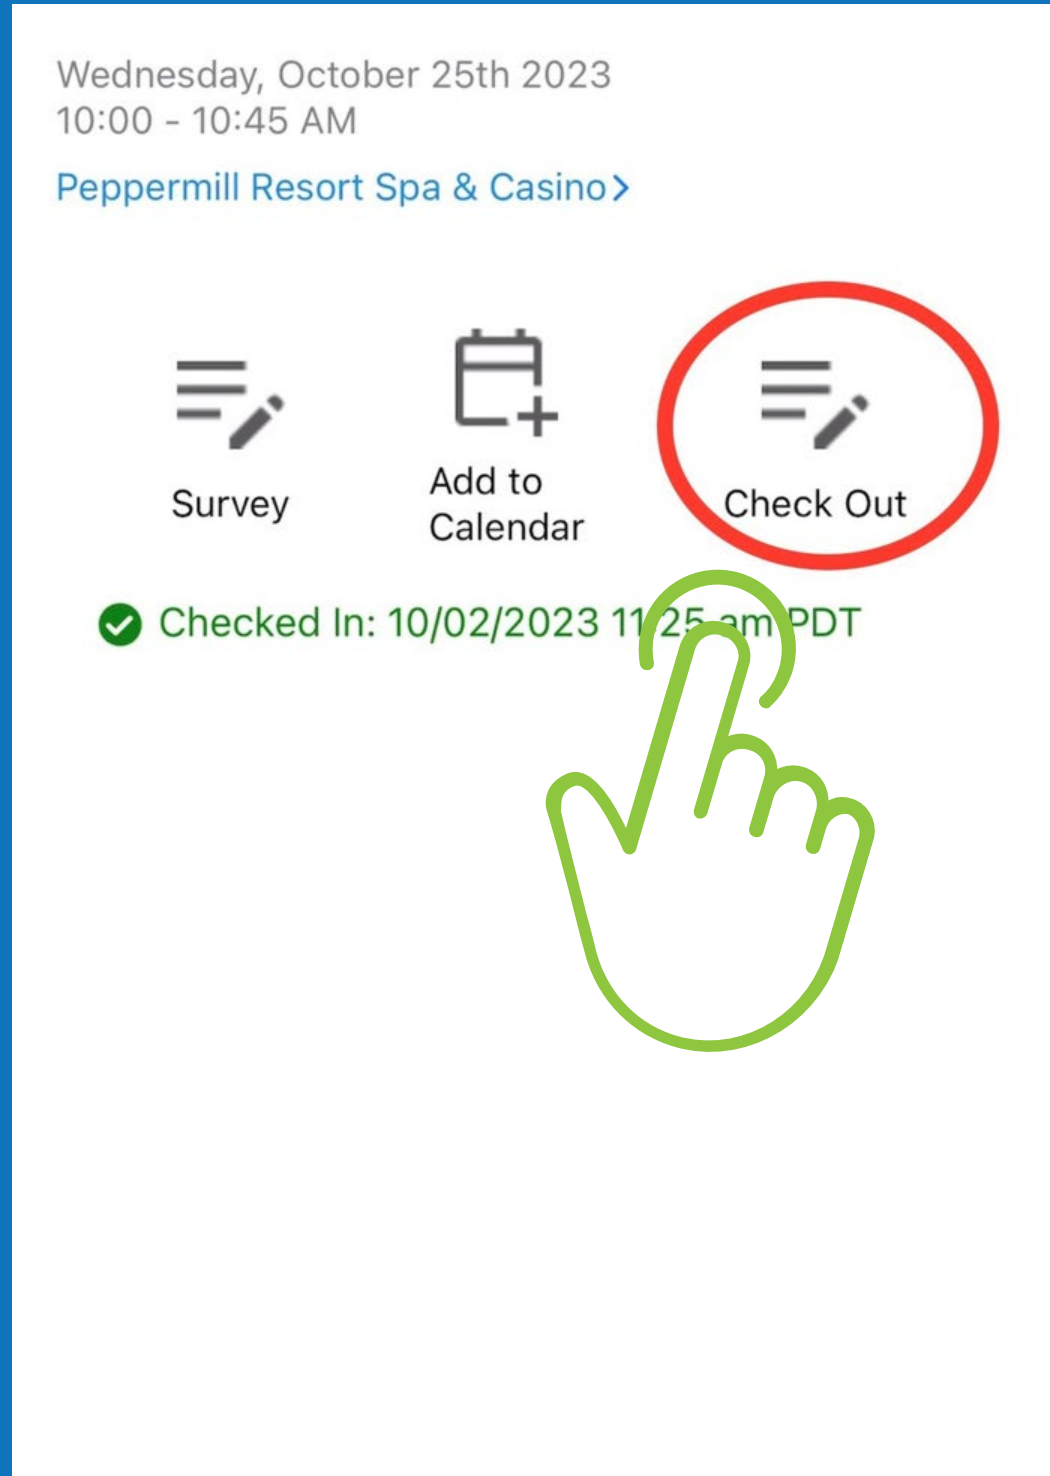 Wednesday, October 25th 2023
10:00 - 10:45 AM
Peppermill Resort Spa & Casino
Survey
Add to
Calendar
Check Out
Checked In: 10/02/2023 11:25 am PDT